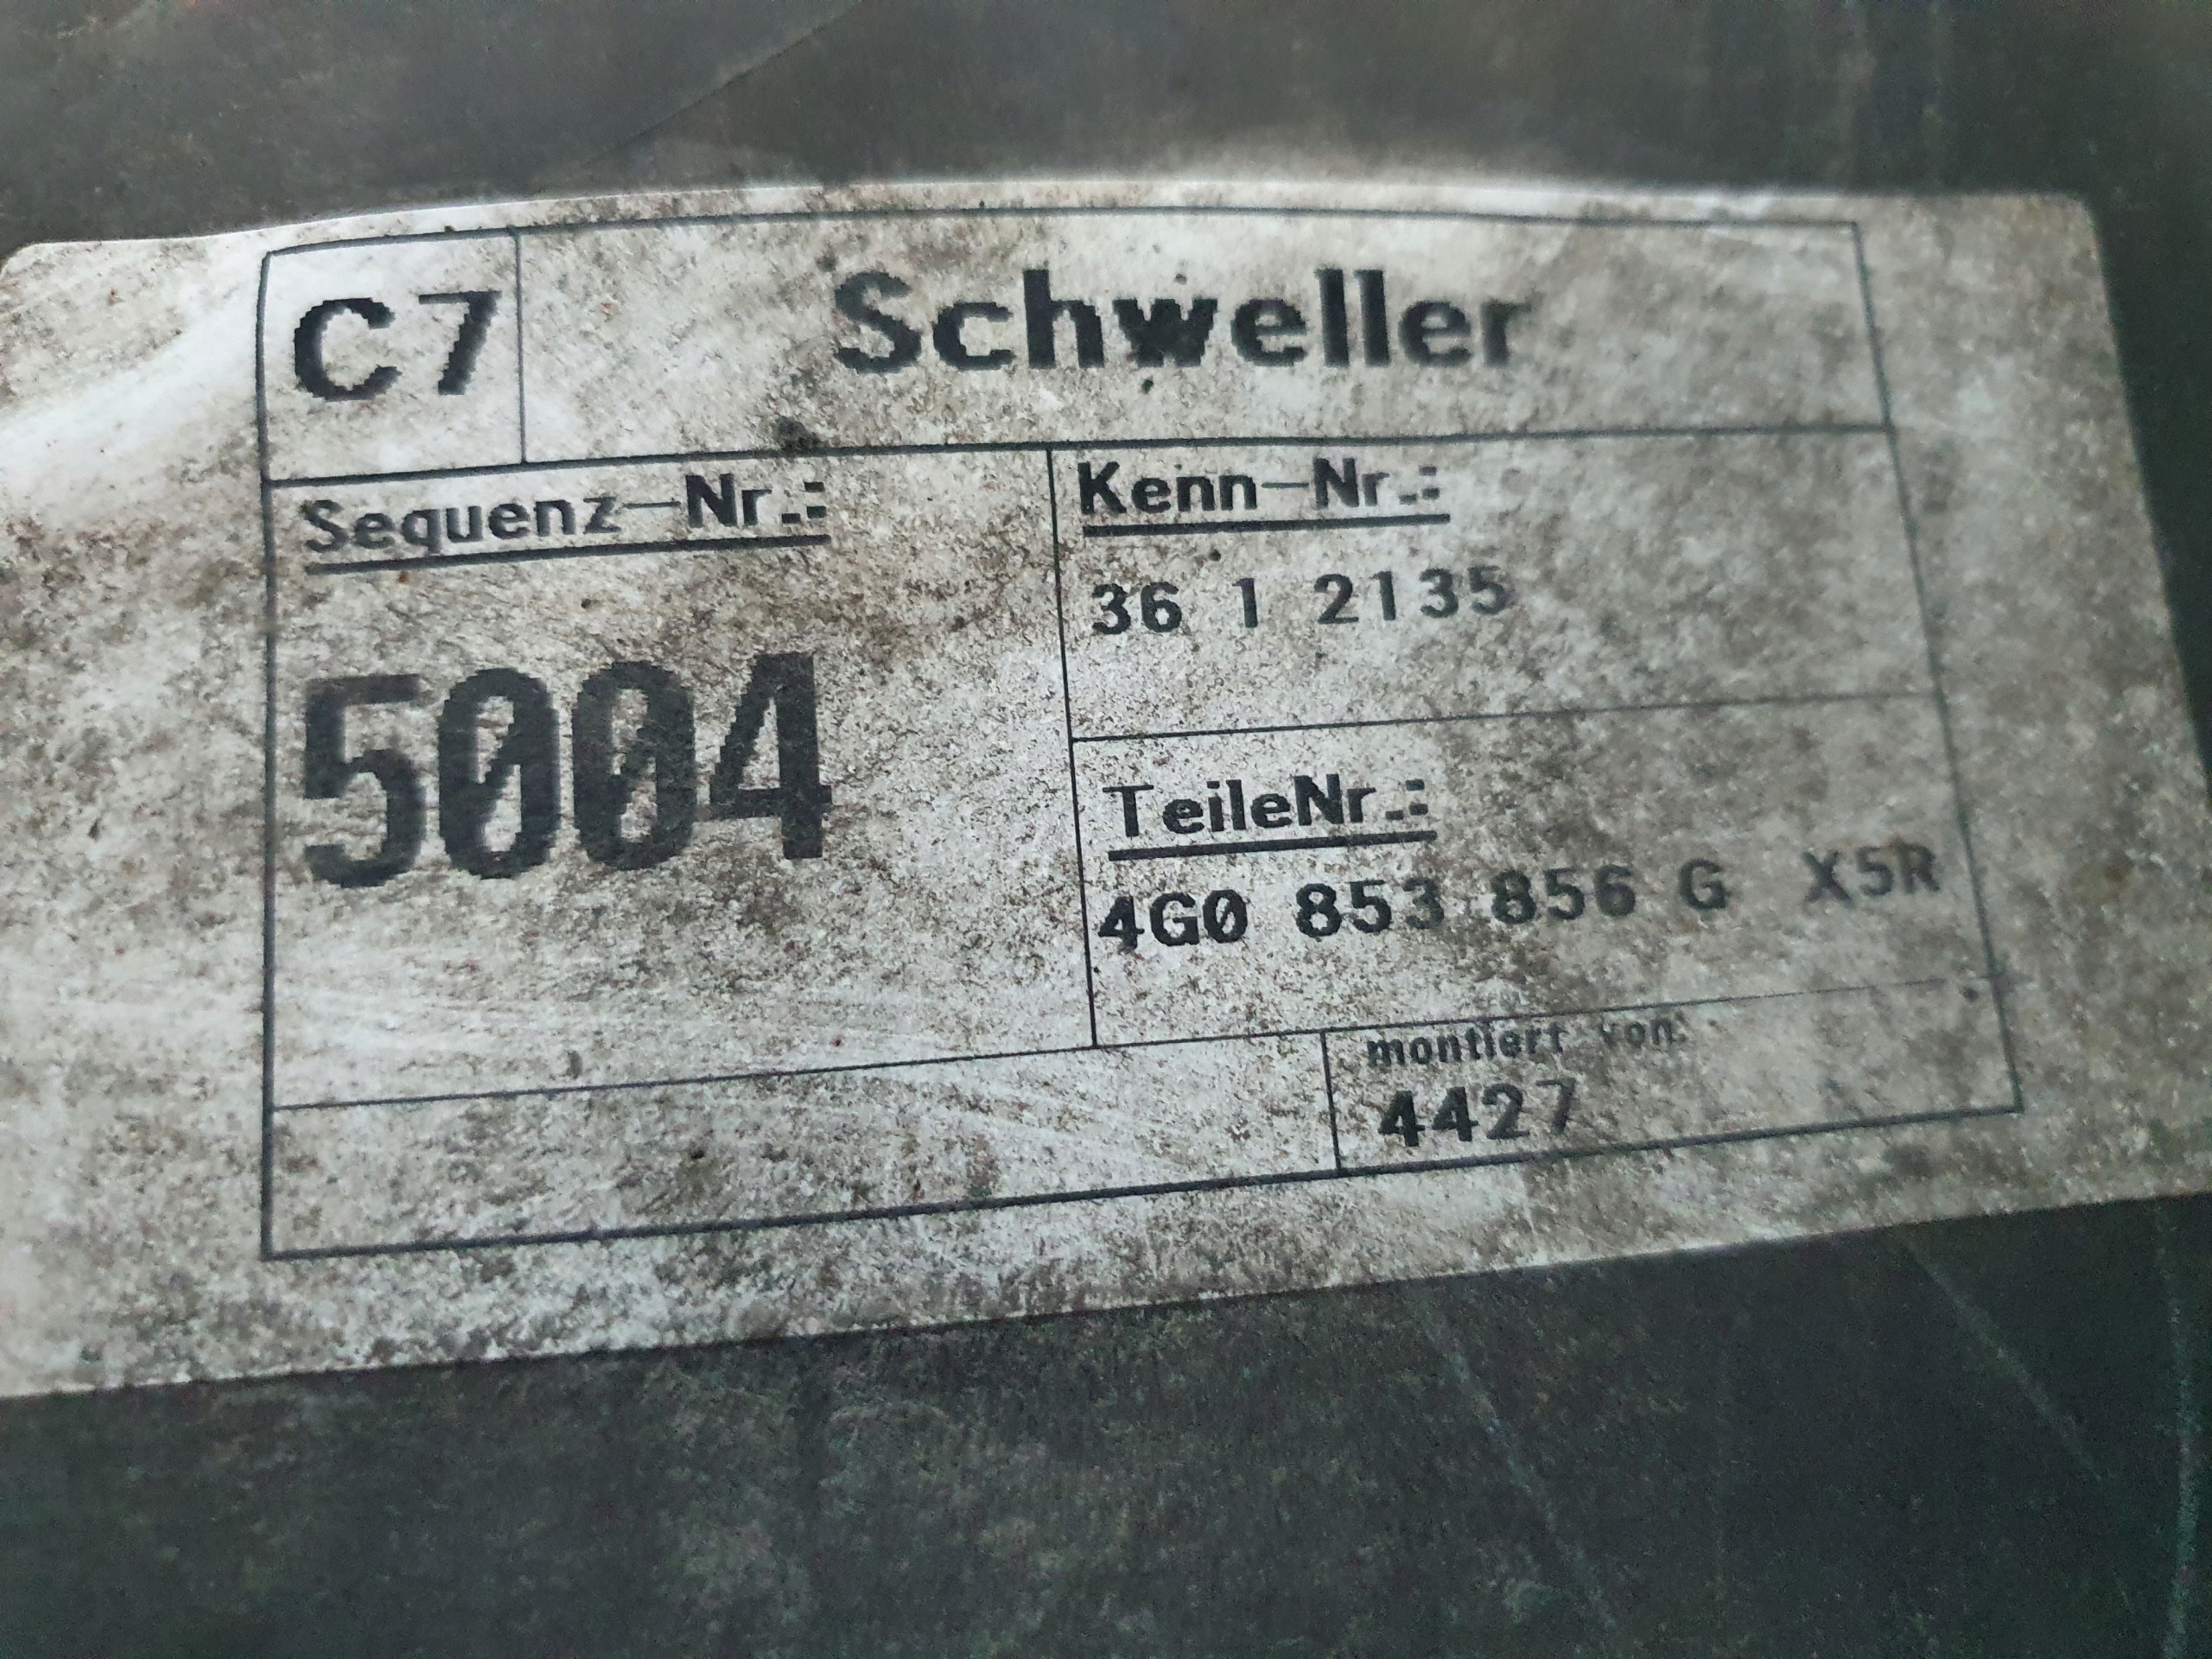 C7
Schweller
Sequenz-Nr.:
5004
Kenn-Nr.:
36 1 2135
TeileNr.:
4G0 853 856 G X5R
montiert von:
4427